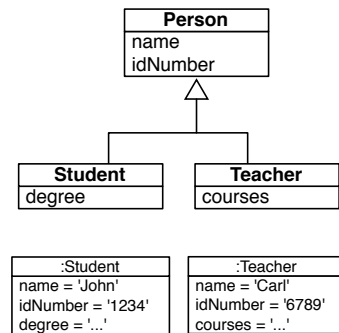 Person
name
idNumber
Student
degree
Teacher
courses
:Student
name = 'John'
idNumber = '1234'
degree = '...'
:Teacher
name = 'Carl'
idNumber = '6789'
courses = '...'